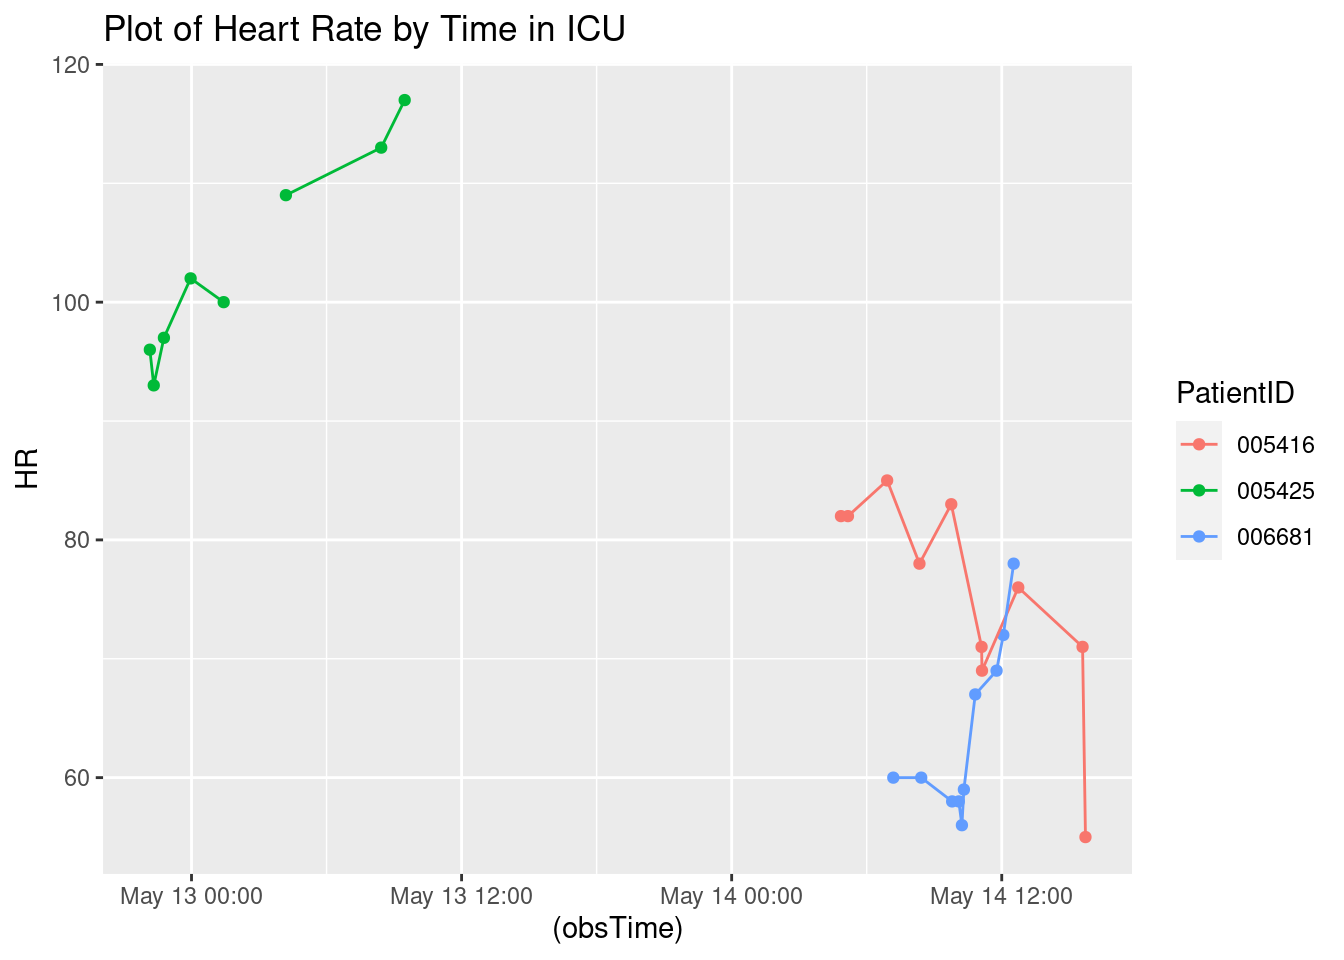 Plot of Heart Rate by Time in ICU
120
100
80
60
HR
May 13 00:00
May 13 12:00
May 14 00:00
May 14 12:00
(obsTime)
PatientID
005416
005425
006681